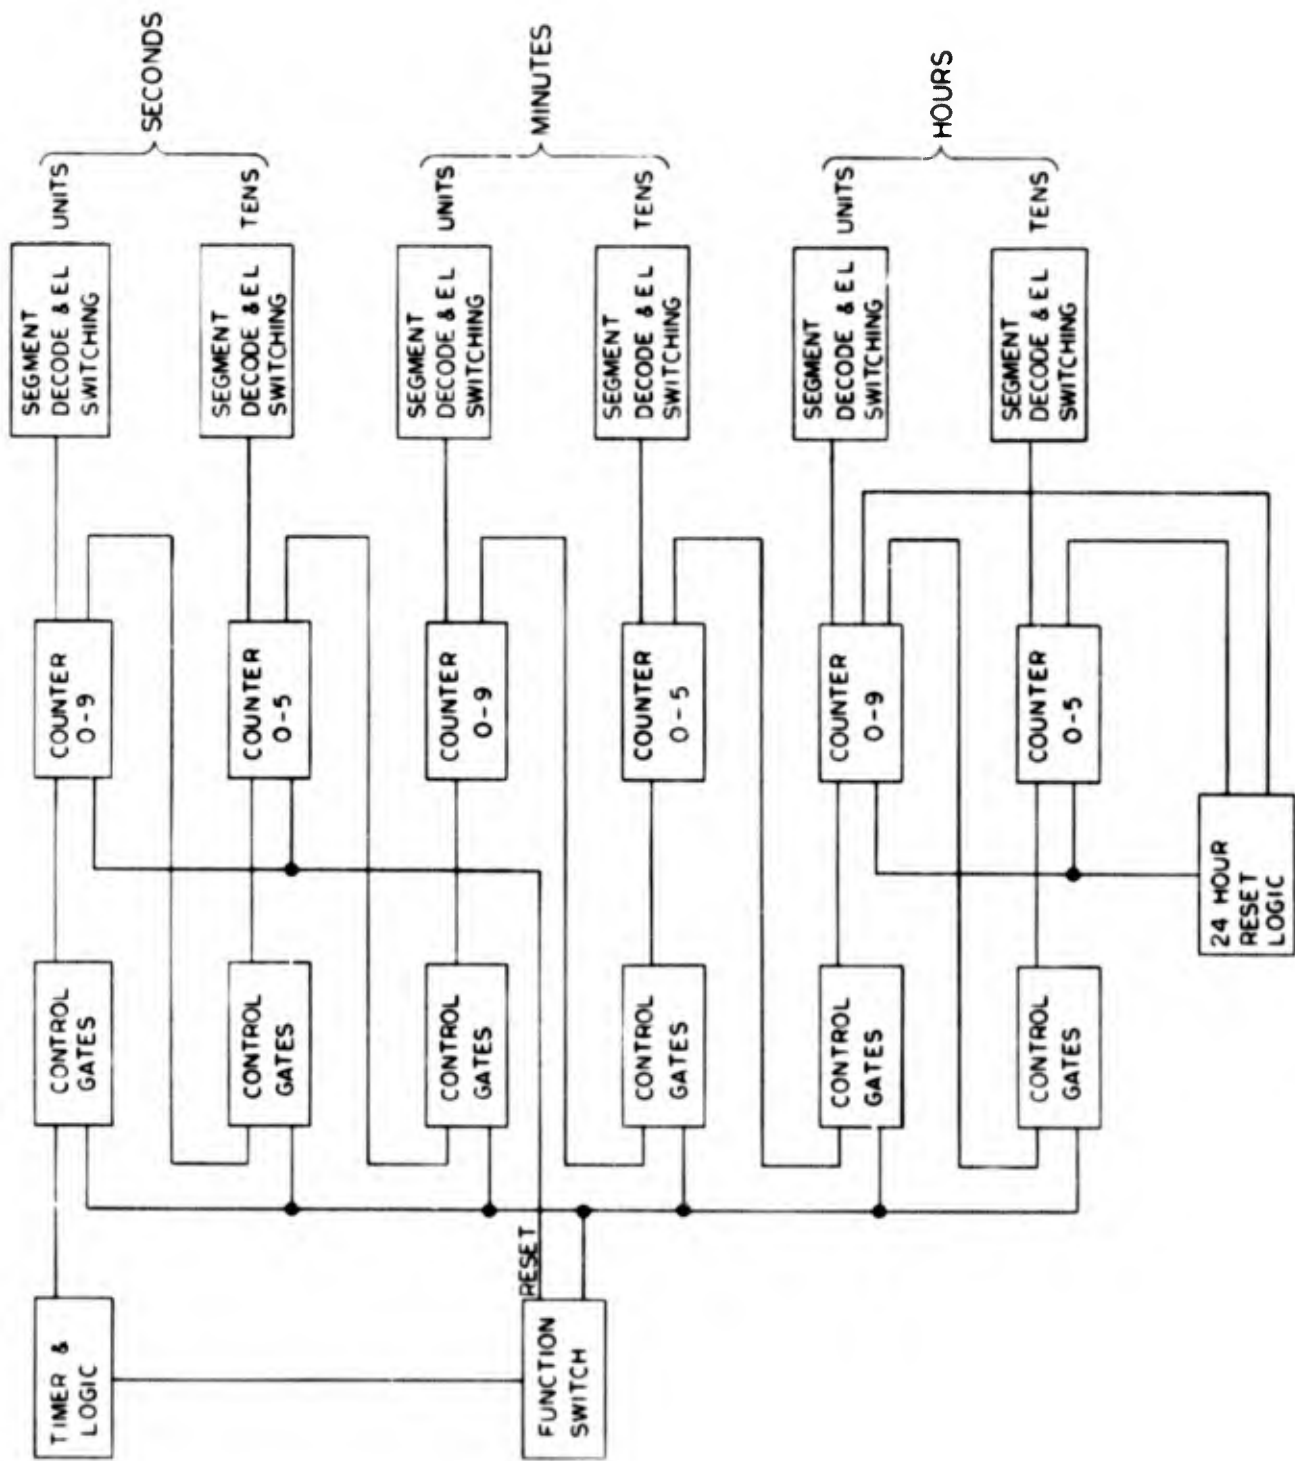 TIMER &
LOGIC
CONTROL
GATES
COUNTER
0-9
SEGMENT
DECODE & EL
SWITCHING
UNITS
SECONDS
CONTROL
GATES
COUNTER
0-5
SEGMENT
DECODE & EL
SWITCHING
TENS
FUNCTION
SWITCH
RESET
CONTROL
GATES
COUNTER
0-9
SEGMENT
DECODE & EL
SWITCHING
UNITS
MINUTES
CONTROL
GATES
COUNTER
0-5
SEGMENT
DECODE & EL
SWITCHING
TENS
CONTROL
GATES
COUNTER
0-9
SEGMENT
DECODE & EL
SWITCHING
UNITS
HOURS
CONTROL
GATES
COUNTER
0-5
SEGMENT
DECODE & EL
SWITCHING
TENS
24 HOUR
RESET
LOGIC